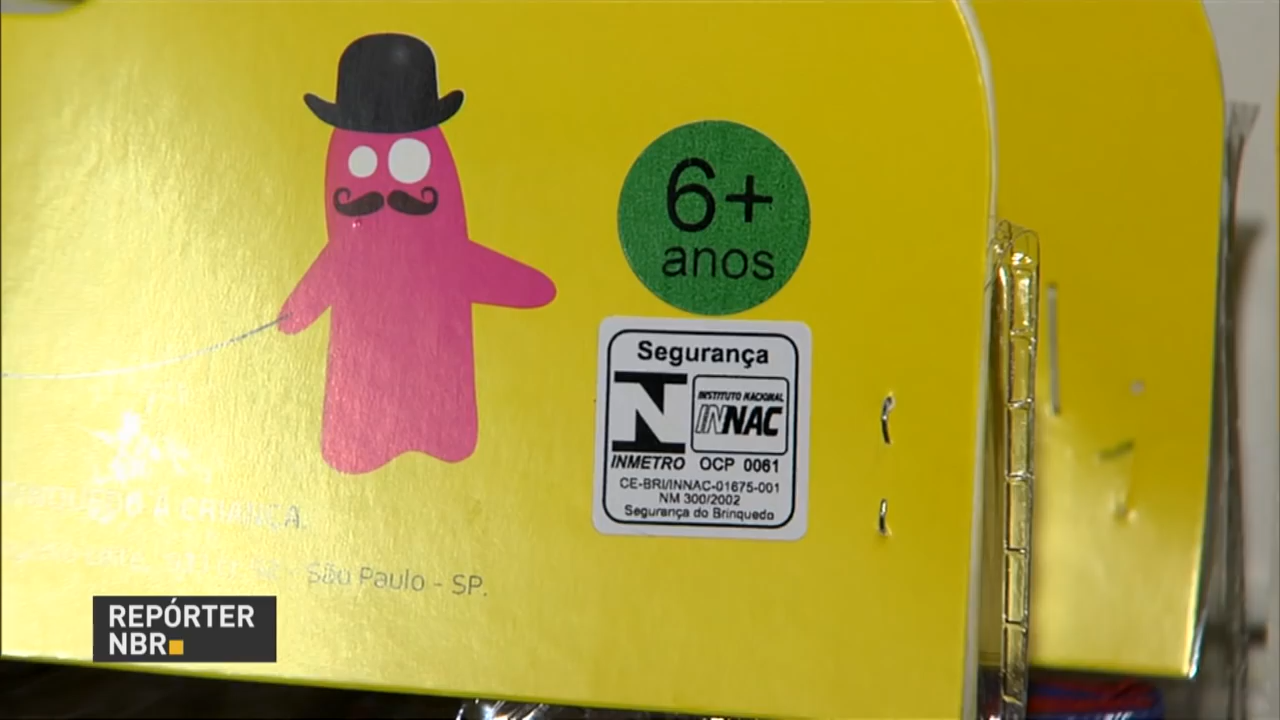 6+
anos
Segurança
INSTITUTO NACIONAL
INNAC
INMETRO OCP 0061
CE-BRI/INNAC-01675-001
NM 300/2002
Segurança do Brinquedo
À CRIANÇA.
São Paulo - SP.
REPÓRTER
NBR